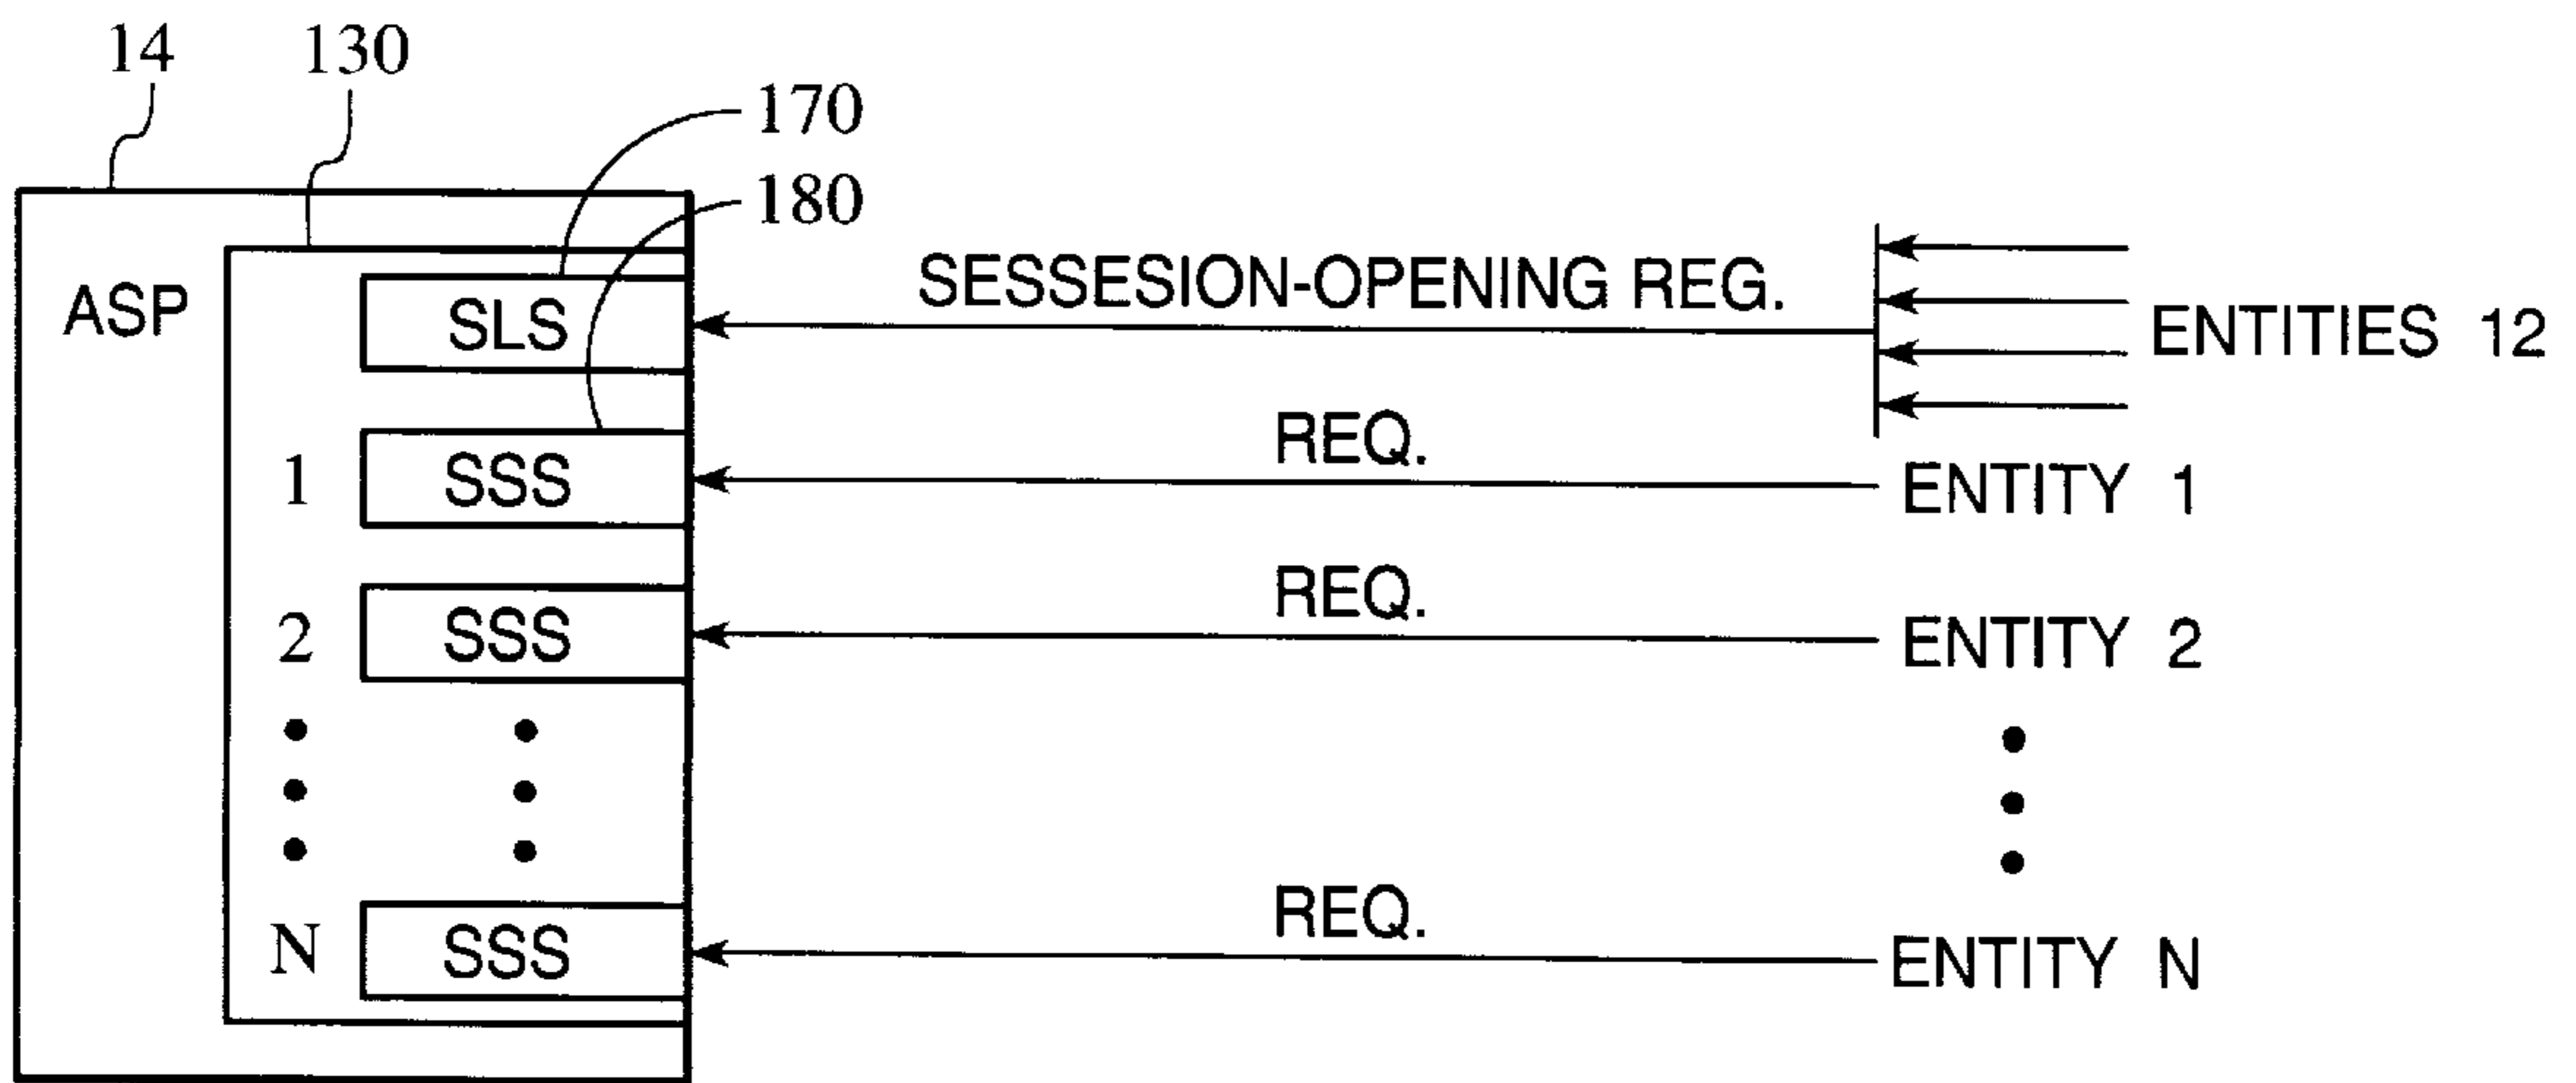 14
130
170
180
ASP
SLS
SESSESION-OPENING REG.
ENTITIES 12
1
SSS
REQ.
ENTITY 1
2
SSS
REQ.
ENTITY 2
N
SSS
REQ.
ENTITY N